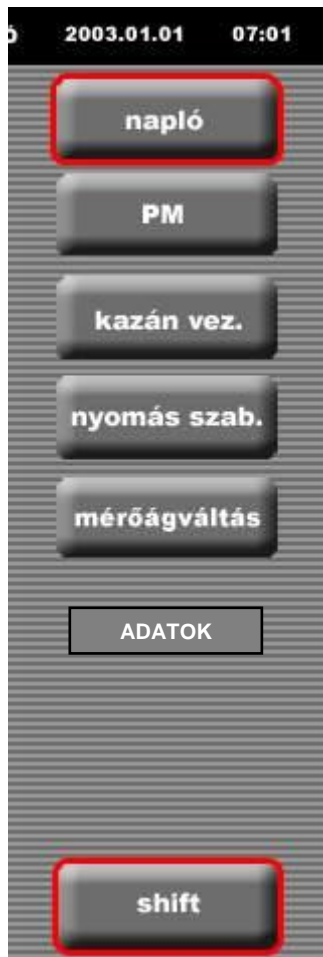 ó 2003.01.01 07:01
napló
PM
kazán vez.
nyomás szab.
mérőágváltás
ADATOK
shift